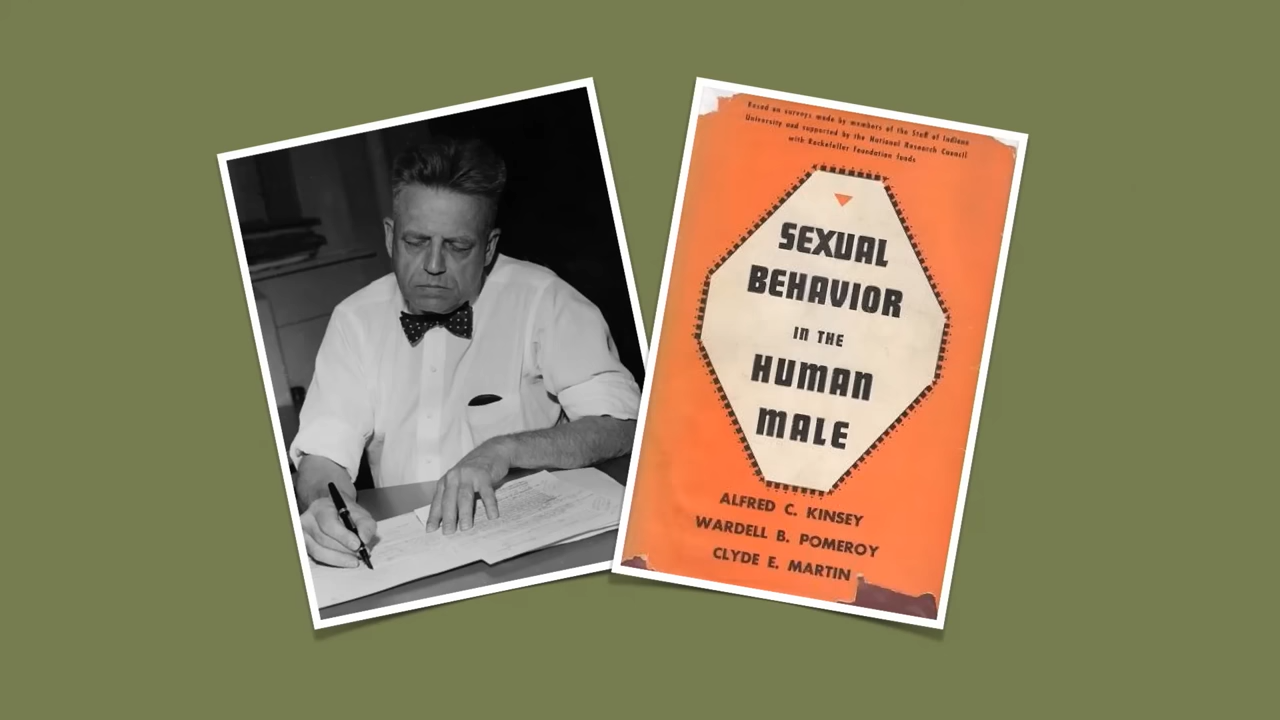 Based on surveys made by members of the Staff of Indiana
University and supported by the National Research Council
with Rockefeller Foundation funds
SEXUAL
BEHAVIOR
IN THE
HUMAN
MALE
ALFRED C. KINSEY
WARDELL B. POMEROY
CLYDE E. MARTIN